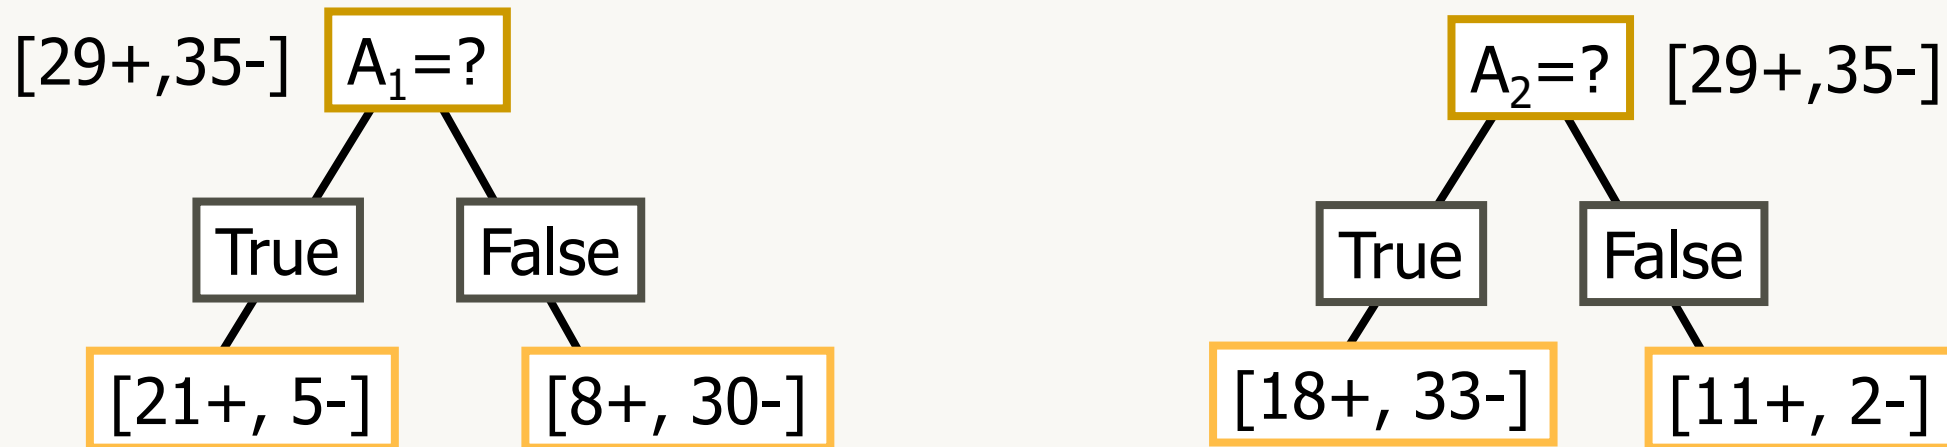 [29+,35-] A₁=?
True False
[21+, 5-] [8+, 30-]
A₂=? [29+,35-]
True False
[18+, 33-] [11+, 2-]